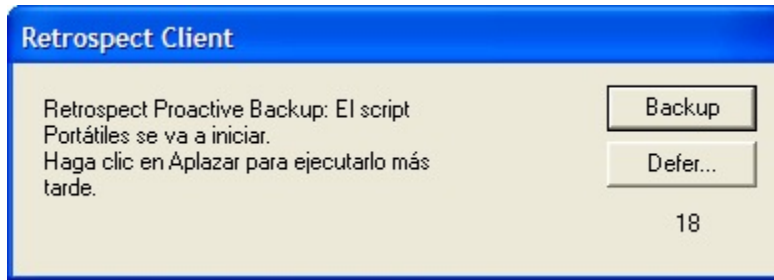 Retrospect Client
Retrospect Proactive Backup: El script
Portátiles se va a iniciar.
Haga clic en Aplazar para ejecutarlo más
tarde.
Backup
Defer...
18